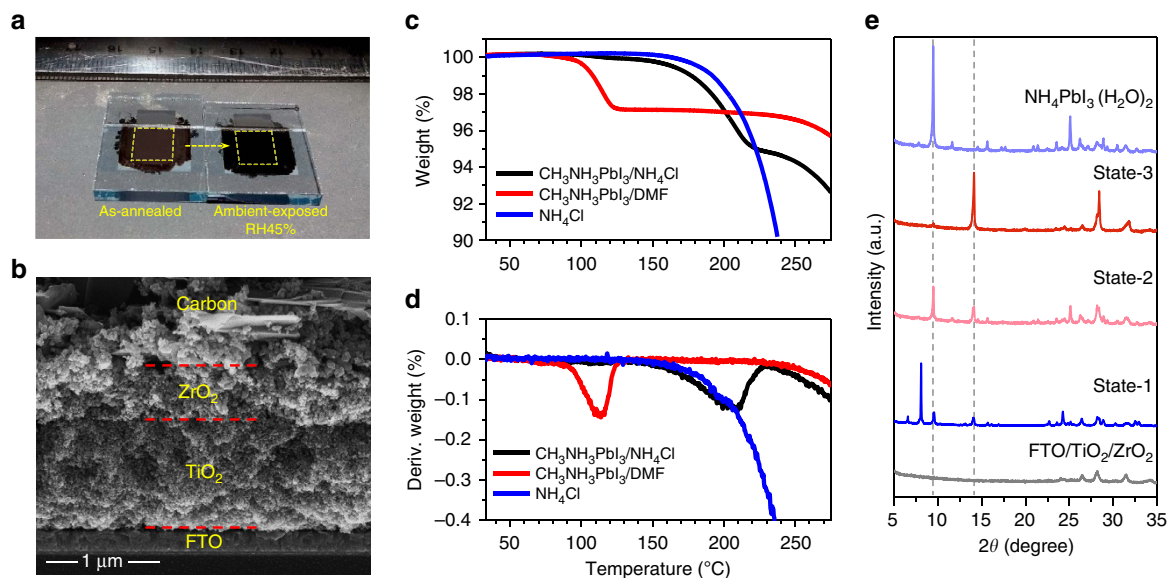 a
As-annealed
Ambient-exposed
RH45%
b
Carbon
ZrO₂
TiO₂
FTO
1 μm
c
Weight (%)
100
98
96
94
92
90
CH₃NH₃PbI₃/NH₄Cl
CH₃NH₃PbI₃/DMF
NH₄Cl
50 100 150 200 250
d
Deriv. weight (%)
0.1
0.0
−0.1
−0.2
−0.3
−0.4
CH₃NH₃PbI₃/NH₄Cl
CH₃NH₃PbI₃/DMF
NH₄Cl
50 100 150 200 250
Temperature (°C)
e
Intensity (a.u.)
NH₄PbI₃ (H₂O)₂
State-3
State-2
State-1
FTO/TiO₂/ZrO₂
5 10 15 20 25 30 35
2θ (degree)